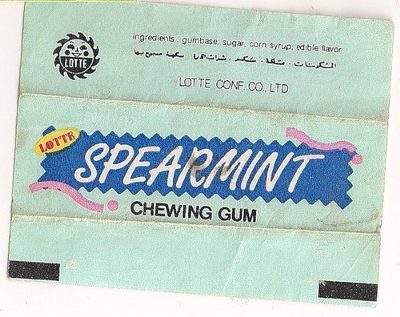 LOTTE
ingredients: gumbase, sugar, corn syrup, edible flavor
LOTTE CONF. CO., LTD
LOTTE
SPEARMINT
CHEWING GUM